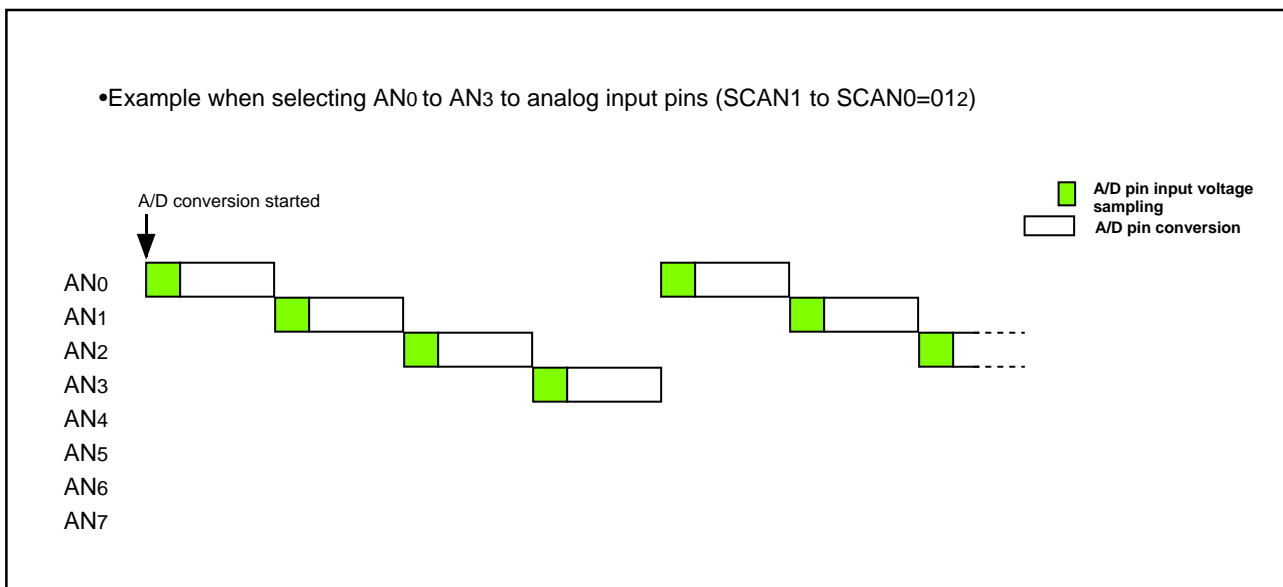 •Example when selecting AN0 to AN3 to analog input pins (SCAN1 to SCAN0=012)
A/D conversion started
A/D pin input voltage
sampling
A/D pin conversion
AN0
AN1
AN2
AN3
AN4
AN5
AN6
AN7